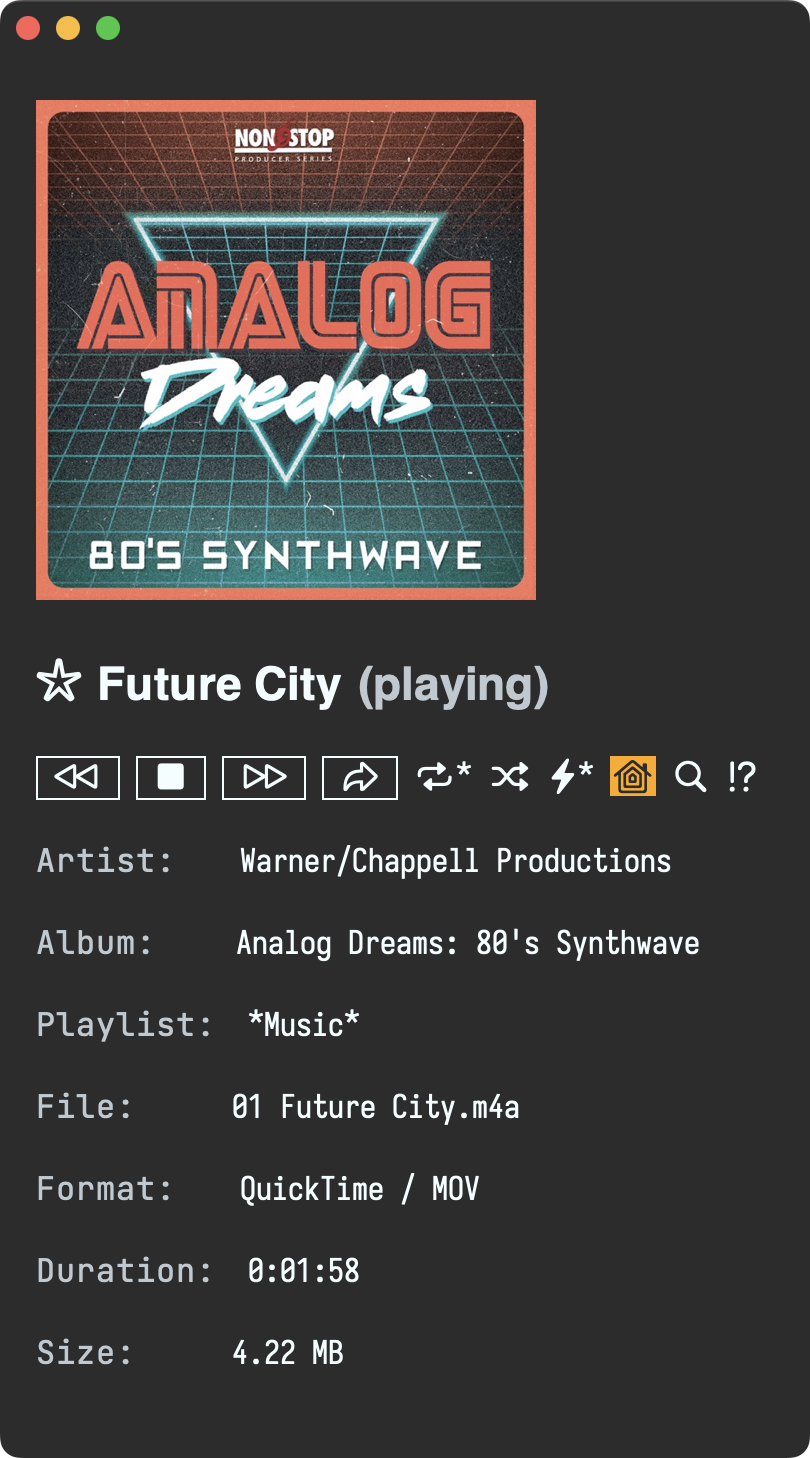 NON STOP
PRODUCER SERIES
ANALOG
Dreams
80'S SYNTHWAVE
☆ Future City (playing)
* * !?
Artist: Warner/Chappell Productions
Album: Analog Dreams: 80's Synthwave
Playlist: *Music*
File: 01 Future City.m4a
Format: QuickTime / MOV
Duration: 0:01:58
Size: 4.22 MB